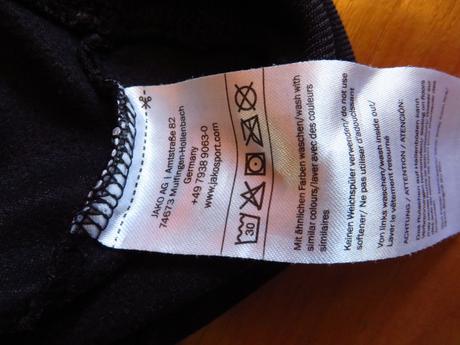 JAKO AG | Amtstraße 82
74673 Mulfingen-Hollenbach
Germany
+49 7938 9063-0
www.jakosport.com
30
Mit ähnlichen Farben waschen/wash with
similar colours/laver avec des couleurs
similaires
Keinen Weichspüler verwenden/ do not use
softener/ Ne pas utiliser d'adoucissant
Von links waschen/wash inside out/
Laver le vêtement retourné
ACHTUNG / ATTENTION / ATENCIÓN: